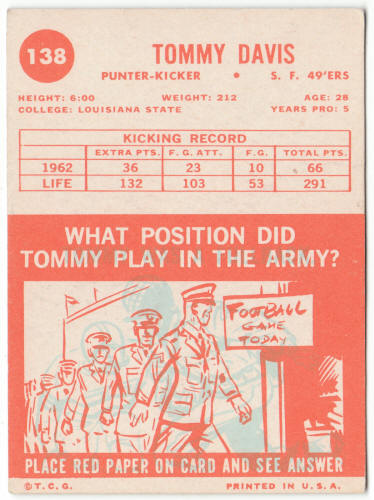 138
TOMMY DAVIS
PUNTER-KICKER • S. F. 49'ERS
HEIGHT: 6:00 WEIGHT: 212 AGE: 28
COLLEGE: LOUISIANA STATE YEARS PRO: 5
KICKING RECORD
EXTRA PTS. F. G. ATT. F. G. TOTAL PTS.
1962 36 23 10 66
LIFE 132 103 53 291
WHAT POSITION DID
TOMMY PLAY IN THE ARMY?
FOOTBALL
GAME
TODAY
PLACE RED PAPER ON CARD AND SEE ANSWER
©T.C.G. PRINTED IN U.S.A.